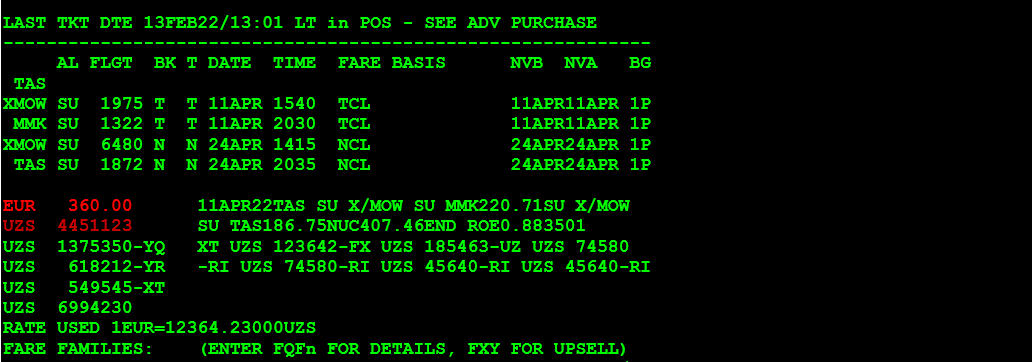 LAST TKT DTE 13FEB22/13:01 LT in POS - SEE ADV PURCHASE
------------------------------------------------------------
AL FLGT BK T DATE TIME FARE BASIS NVB NVA BG
TAS
XMOW SU 1975 T T 11APR 1540 TCL 11APR11APR 1P
MMK SU 1322 T T 11APR 2030 TCL 11APR11APR 1P
XMOW SU 6480 N N 24APR 1415 NCL 24APR24APR 1P
TAS SU 1872 N N 24APR 2035 NCL 24APR24APR 1P
EUR 360.00 11APR22TAS SU X/MOW SU MMK220.71SU X/MOW
UZS 4451123 SU TAS186.75NUC407.46END ROE0.883501
UZS 1375350-YQ XT UZS 123642-FX UZS 185463-UZ UZS 74580
UZS 618212-YR -RI UZS 74580-RI UZS 45640-RI UZS 45640-RI
UZS 549545-XT
UZS 6994230
RATE USED 1EUR=12364.23000UZS
FARE FAMILIES: (ENTER FQFn FOR DETAILS, FXY FOR UPSELL)